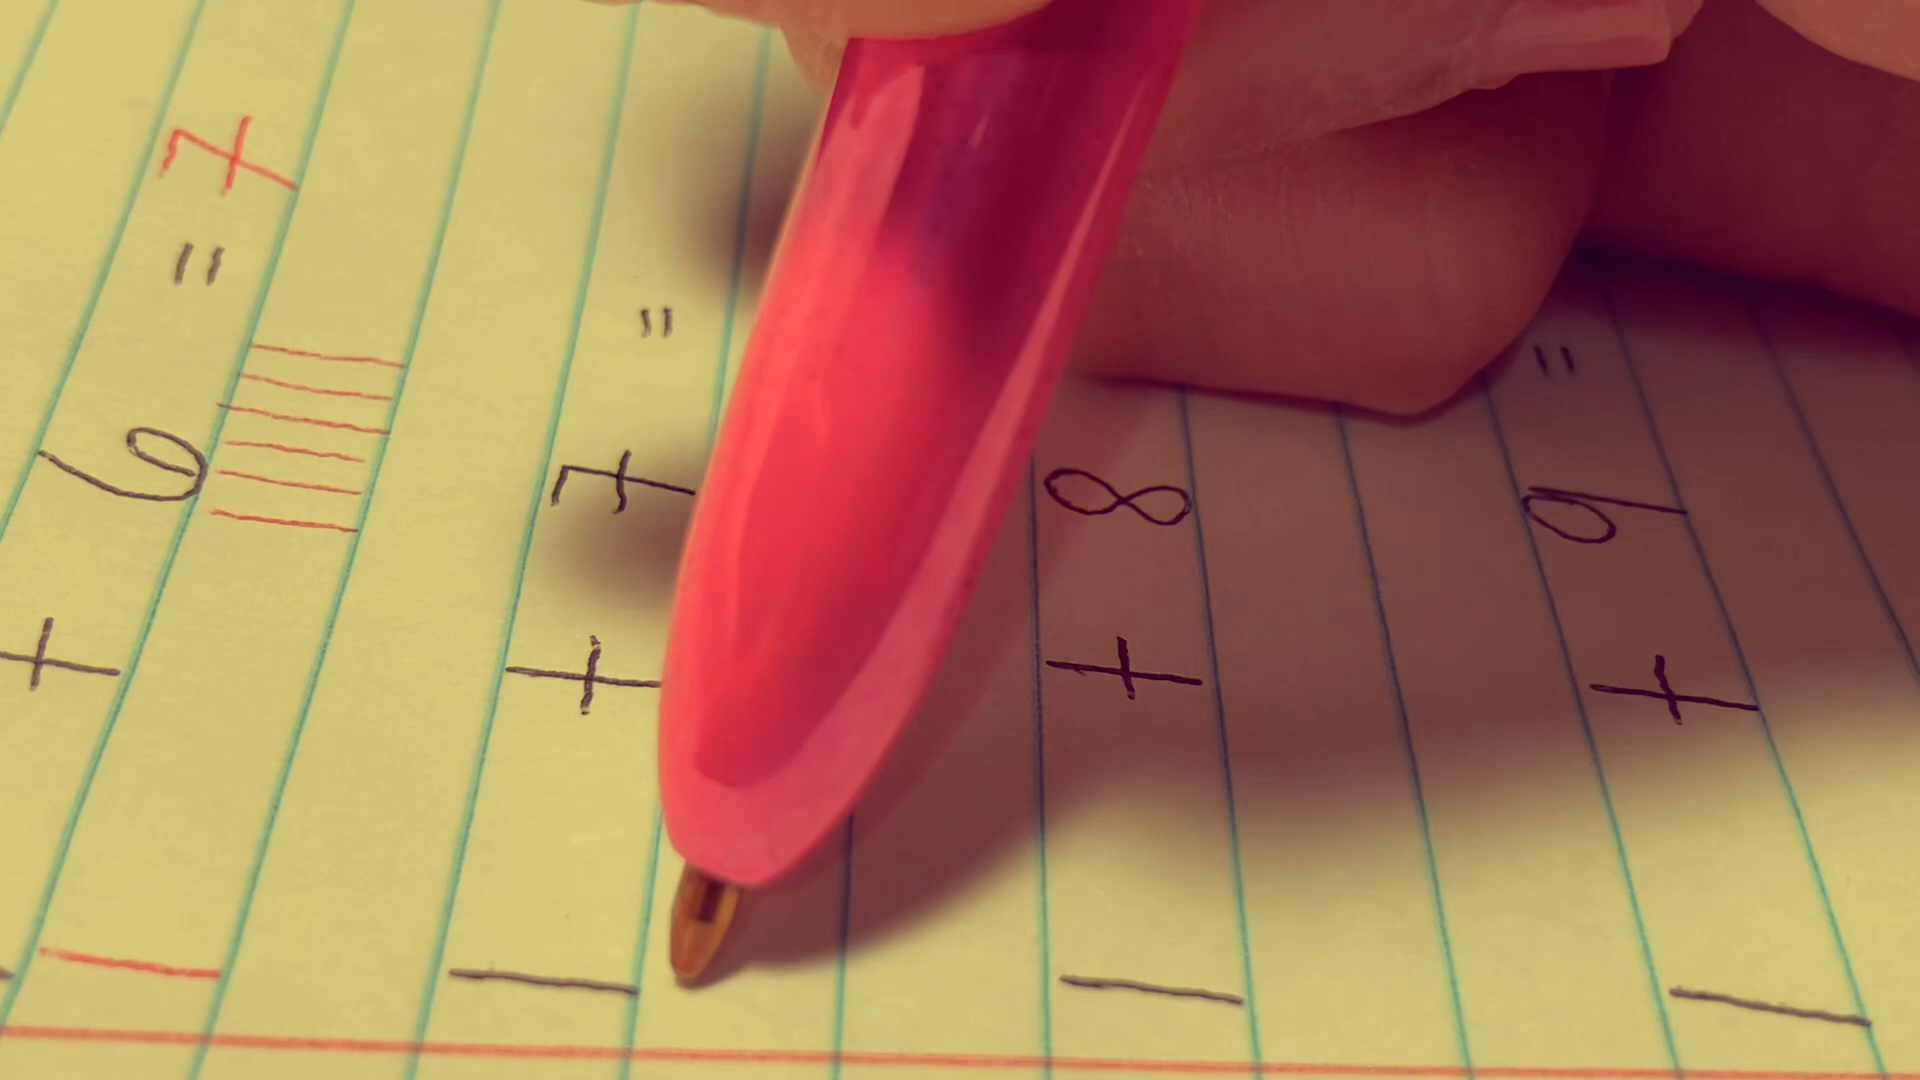 1 + 6 = 7
| ||||||
1 + 7 =
1 + 8
1 + 9 =